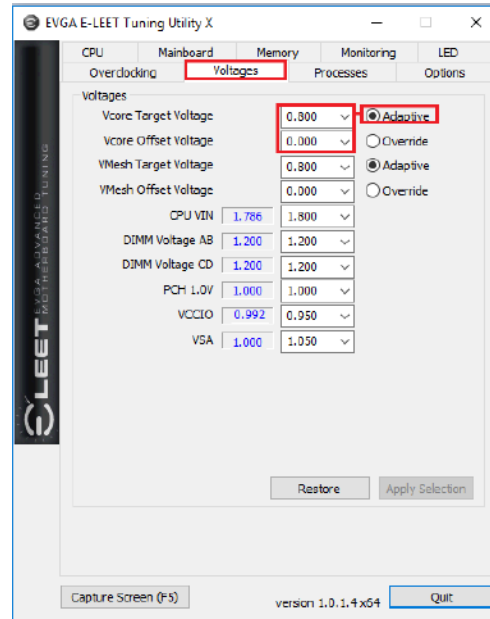 EVGA E-LEET Tuning Utility X
CPU Mainboard Memory Monitoring LED
Overclocking Voltages Processes Options
Voltages
Vcore Target Voltage 0.800 Adaptive
Vcore Offset Voltage 0.000 Override
VMesh Target Voltage 0.800 Adaptive
VMesh Offset Voltage 0.000 Override
CPU VIN 1.786 1.800
DIMM Voltage AB 1.200 1.200
DIMM Voltage CD 1.200 1.200
PCH 1.0V 1.000 1.000
VCCIO 0.992 0.950
VSA 1.000 1.050
ELEET EVGA ADVANCED
MOTHERBOARD TUNING
Restore Apply Selection
Capture Screen (F5) version 1.0.1.4 x64 Quit